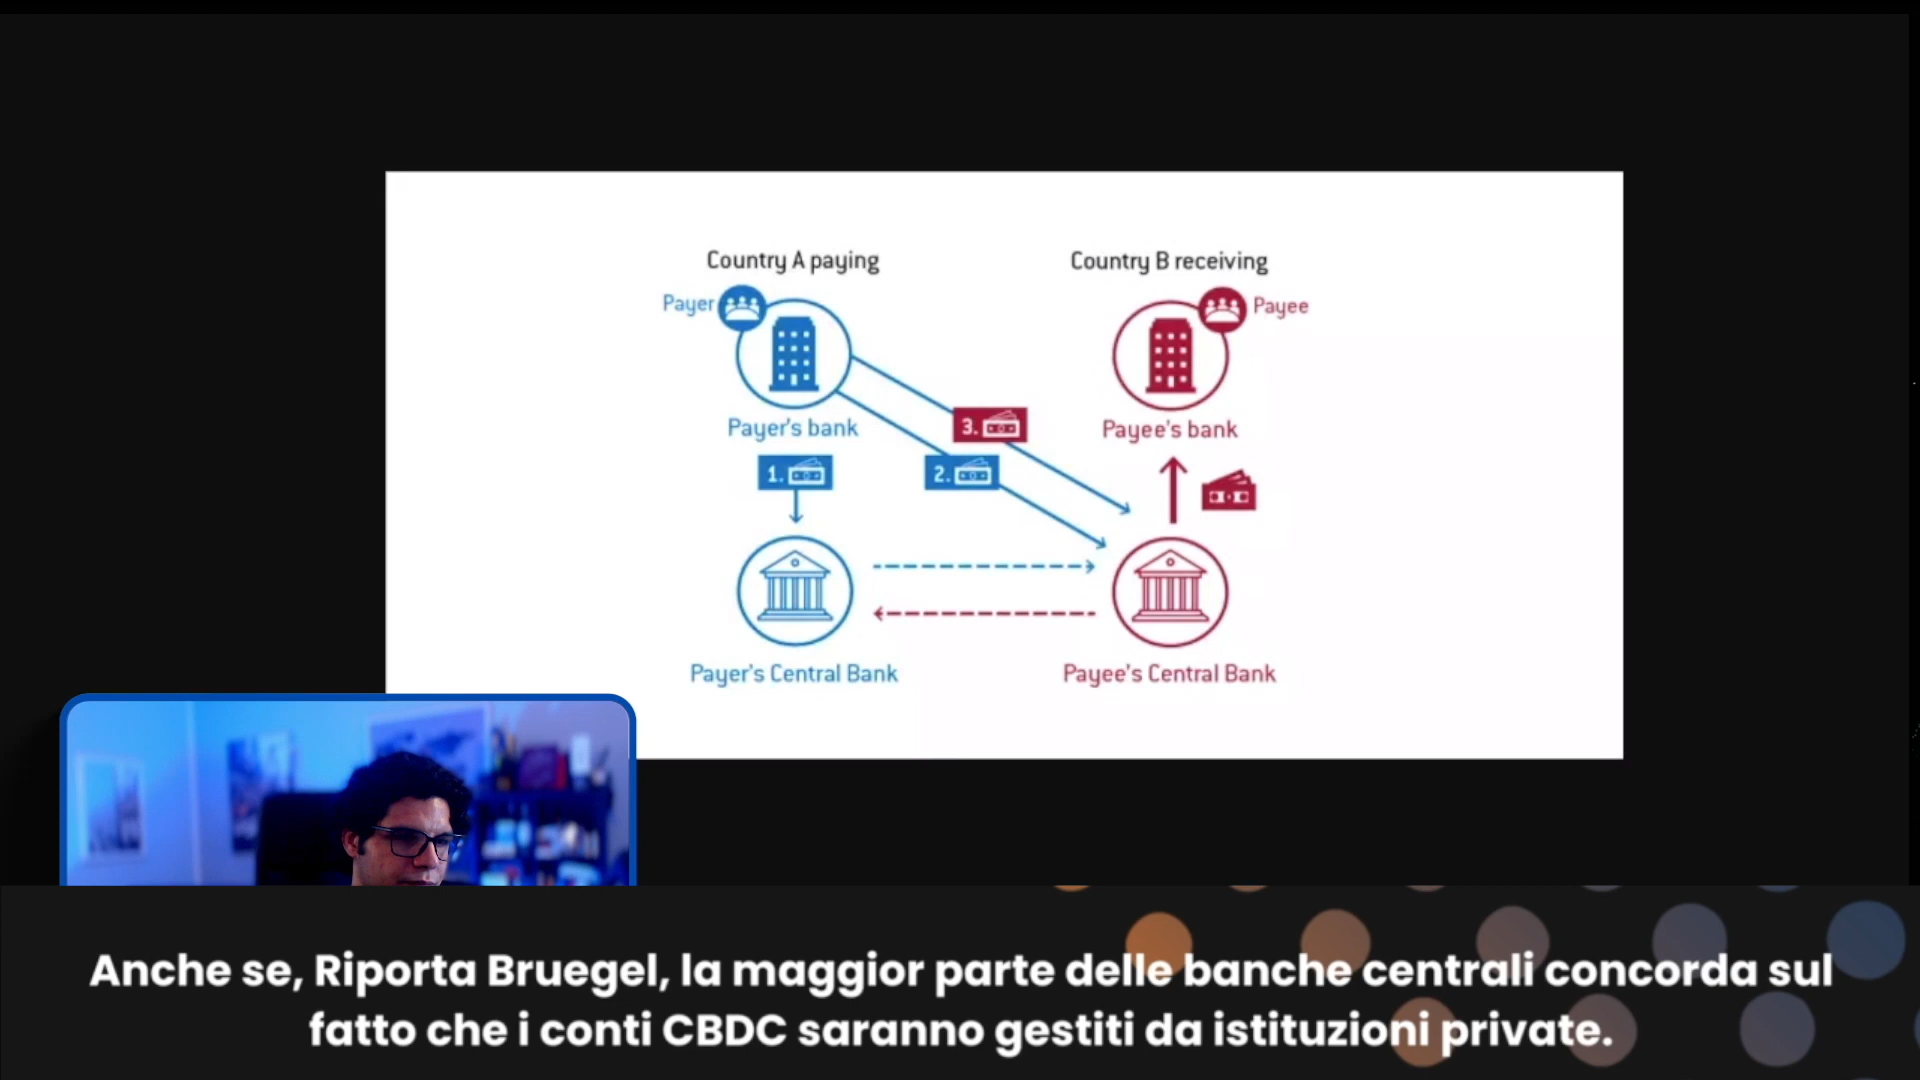 Country A paying
Country B receiving
Payer
Payee
Payer's bank
Payee's bank
3.
1.
2.
Payer's Central Bank
Payee's Central Bank
Anche se, Riporta Bruegel, la maggior parte delle banche centrali concorda sul
fatto che i conti CBDC saranno gestiti da istituzioni private.